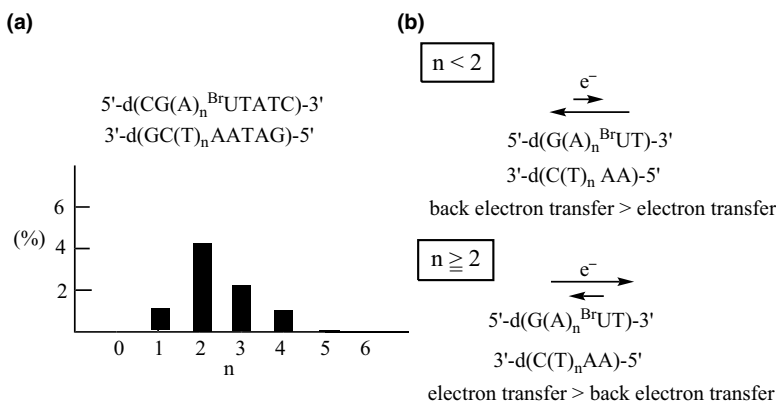 (a)
5'-d(CG(A)nBrUTATC)-3'
3'-d(GC(T)nAATAG)-5'
6
(%)
4
2
0 1 2 3 4 5 6
n
(b)
n < 2
e−
5'-d(G(A)nBrUT)-3'
3'-d(C(T)n AA)-5'
back electron transfer > electron transfer
n ≧ 2
e−
5'-d(G(A)nBrUT)-3'
3'-d(C(T)nAA)-5'
electron transfer > back electron transfer